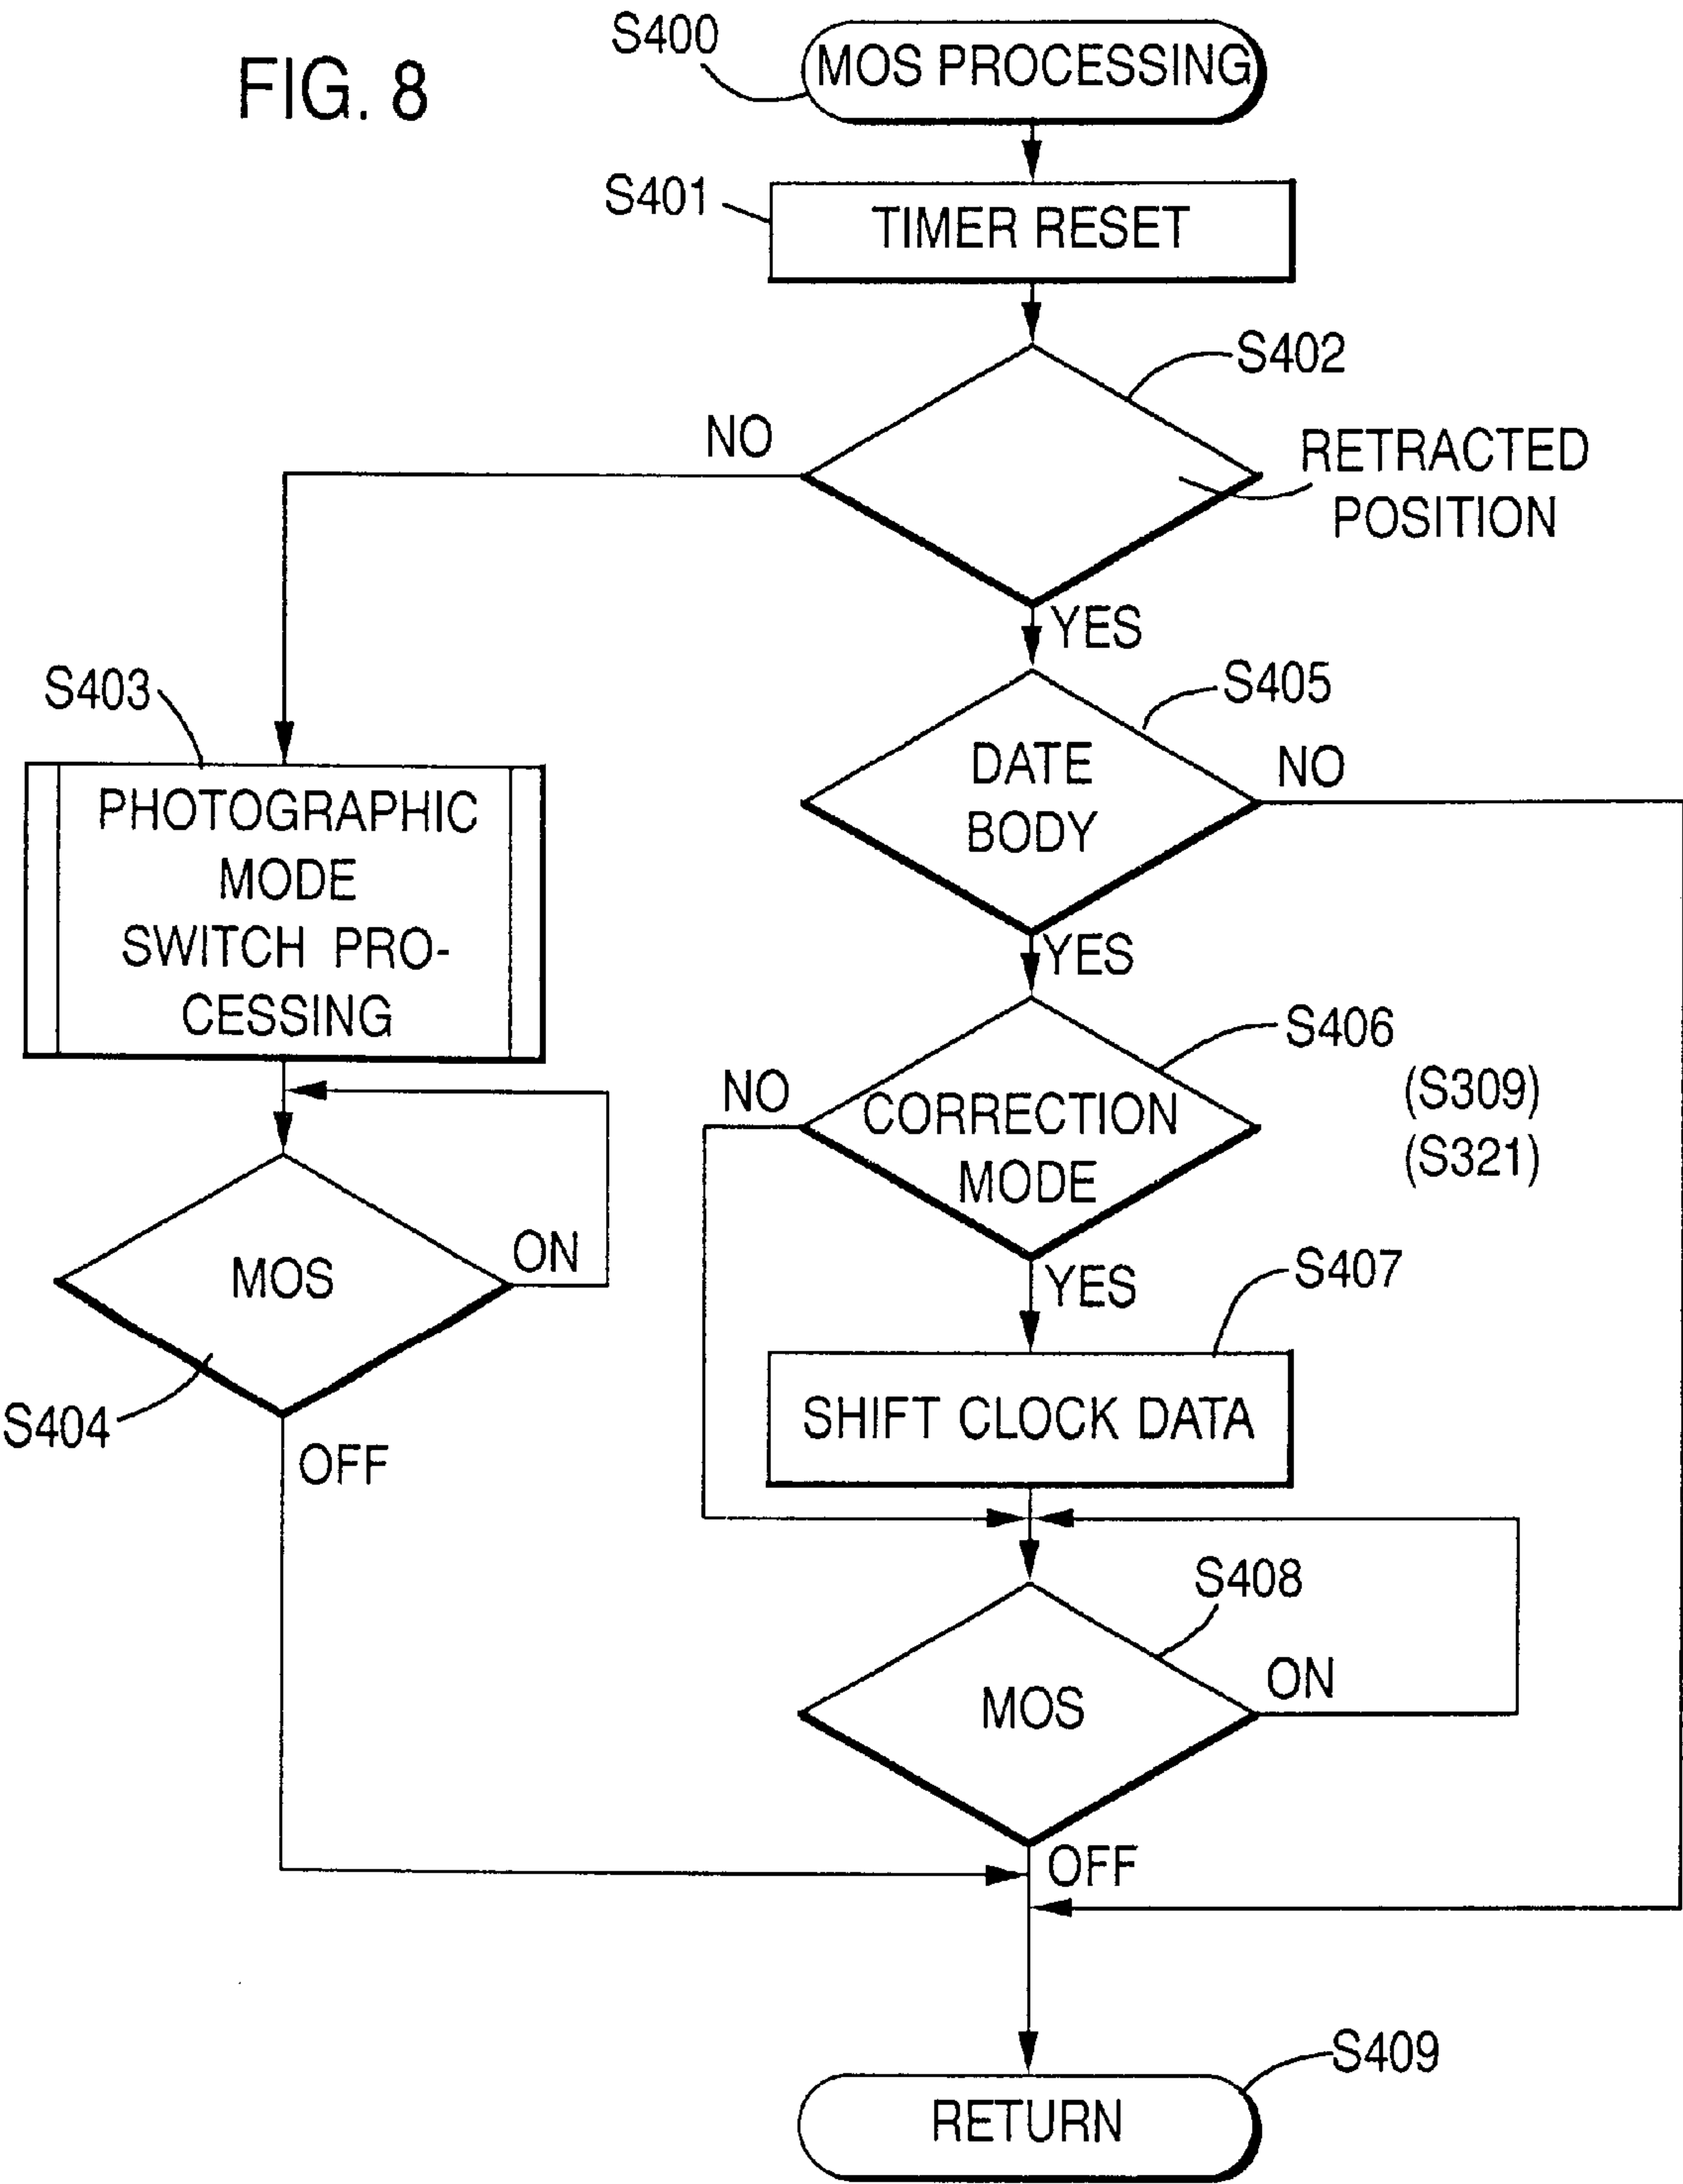 FIG. 8
S400
MOS PROCESSING
S401
TIMER RESET
S402
NO
RETRACTED
POSITION
YES
S403
S405
PHOTOGRAPHIC
MODE
SWITCH PRO-
CESSING
DATE
BODY
NO
YES
S406
(S309)
(S321)
NO
CORRECTION
MODE
MOS
ON
S404
OFF
YES
S407
SHIFT CLOCK DATA
S408
MOS
ON
OFF
S409
RETURN